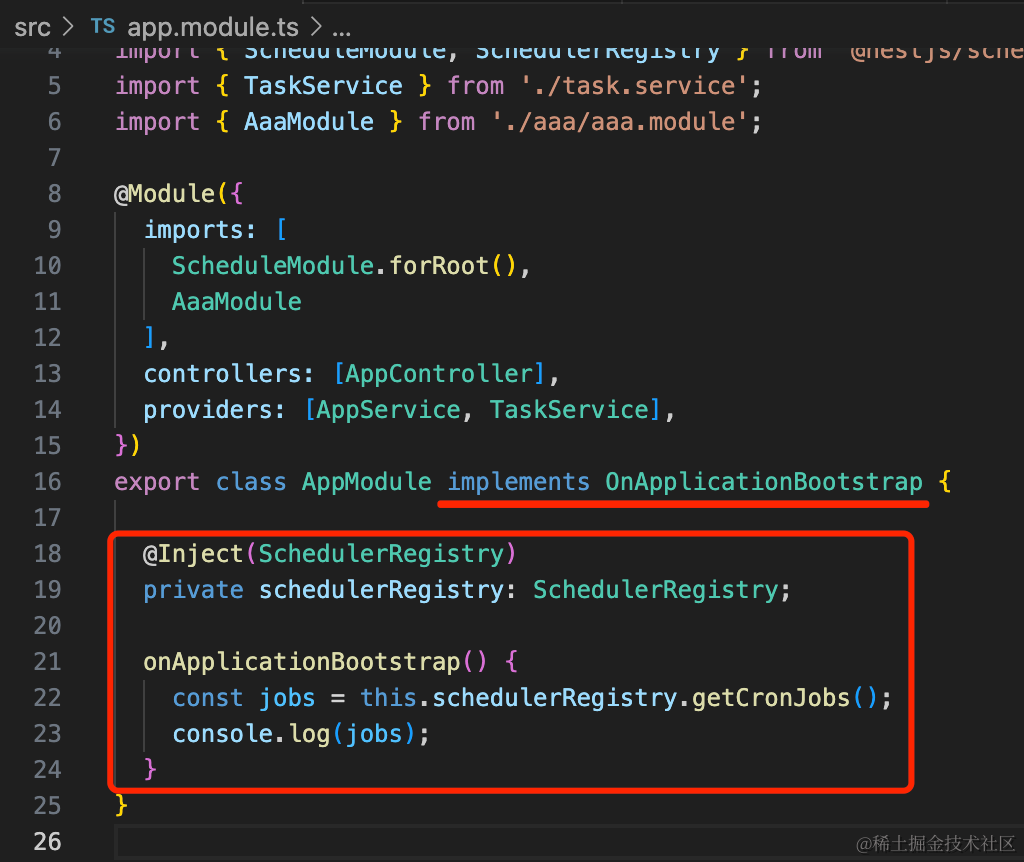 src > TS app.module.ts > ...
4 import { ScheduleModule, SchedulerRegistry } from '@nestjs/sche
5 import { TaskService } from './task.service';
6 import { AaaModule } from './aaa/aaa.module';
7
8 @Module({
9 imports: [
10 ScheduleModule.forRoot(),
11 AaaModule
12 ],
13 controllers: [AppController],
14 providers: [AppService, TaskService],
15 })
16 export class AppModule implements OnApplicationBootstrap {
17
18 @Inject(SchedulerRegistry)
19 private schedulerRegistry: SchedulerRegistry;
20
21 onApplicationBootstrap() {
22 const jobs = this.schedulerRegistry.getCronJobs();
23 console.log(jobs);
24 }
25 }
26
@稀土掘金技术社区